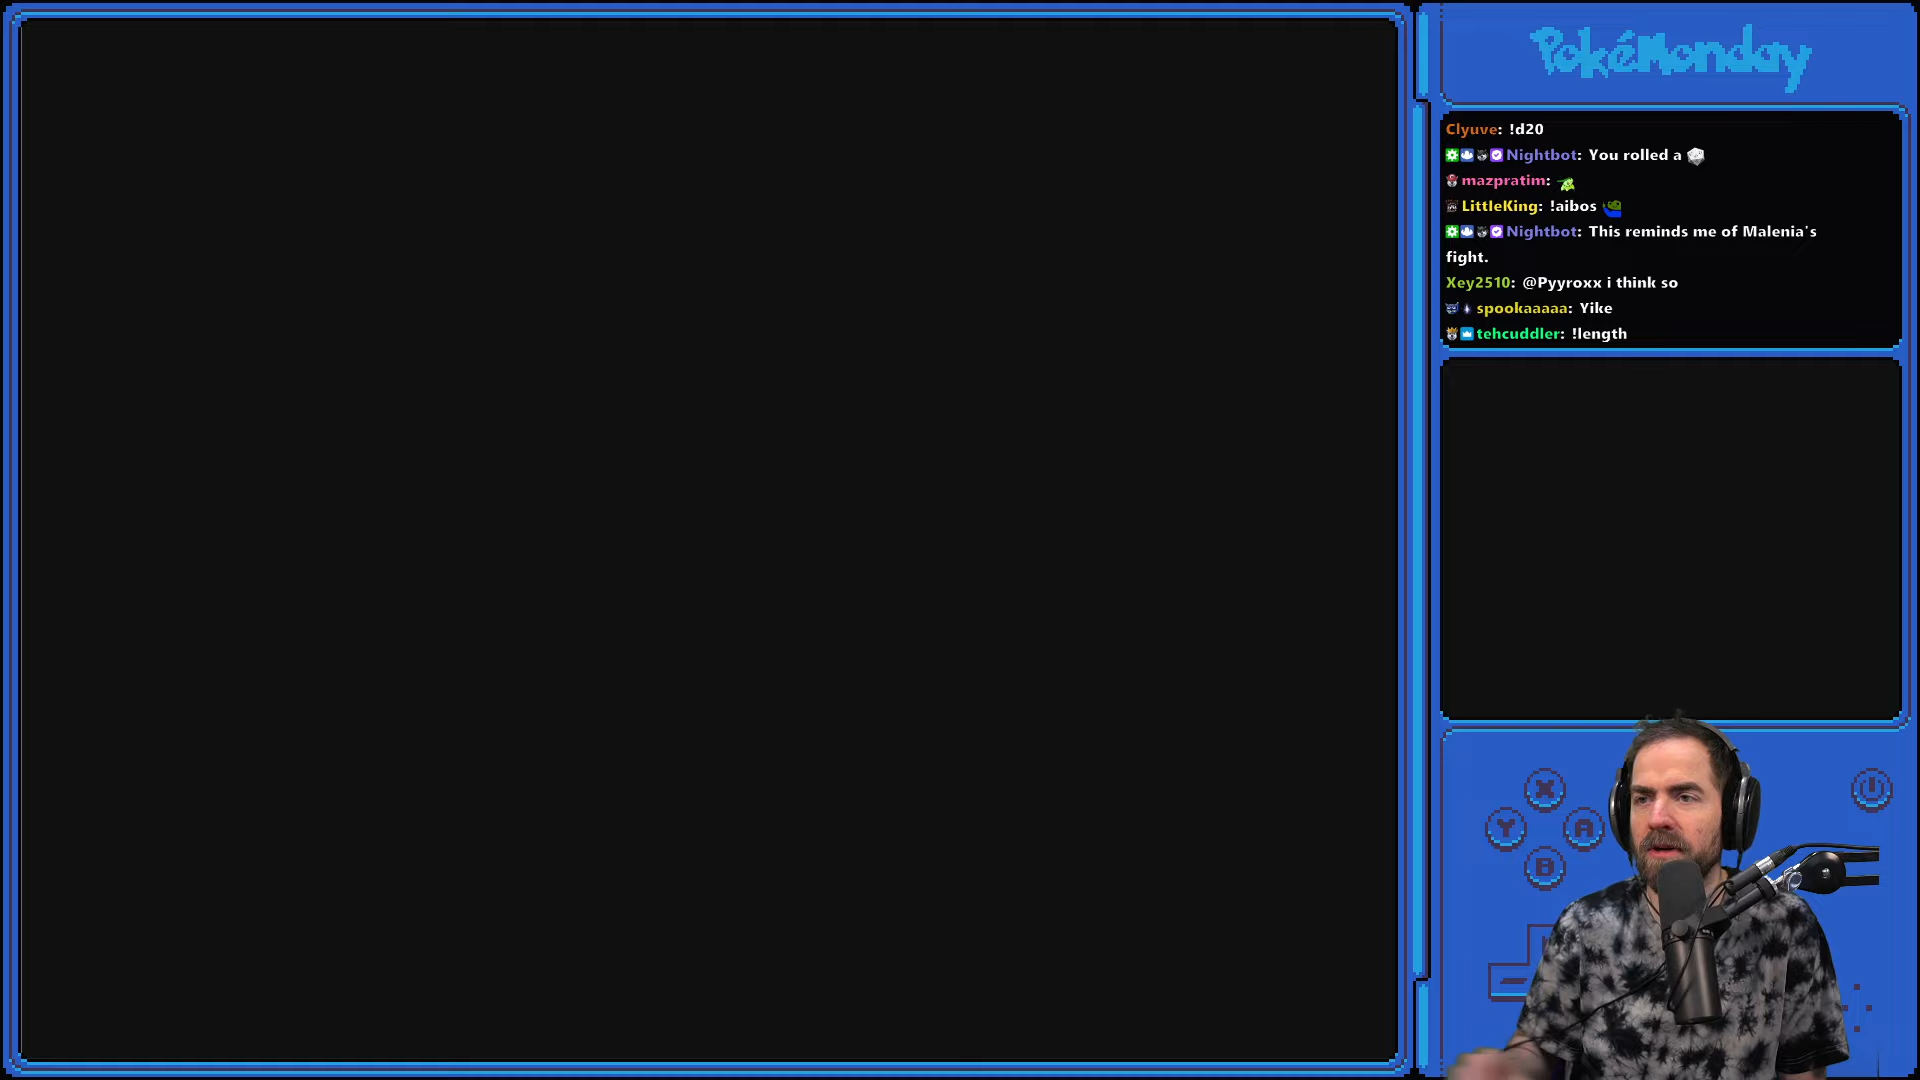 PokéMonday
Clyuve: !d20
Nightbot: You rolled a
mazpratim:
LittleKing: !aibos
Nightbot: This reminds me of Malenia's
fight.
Xey2510: @Pyyroxx i think so
spookaaaaa: Yike
tehcuddler: !length
X
Y A
B